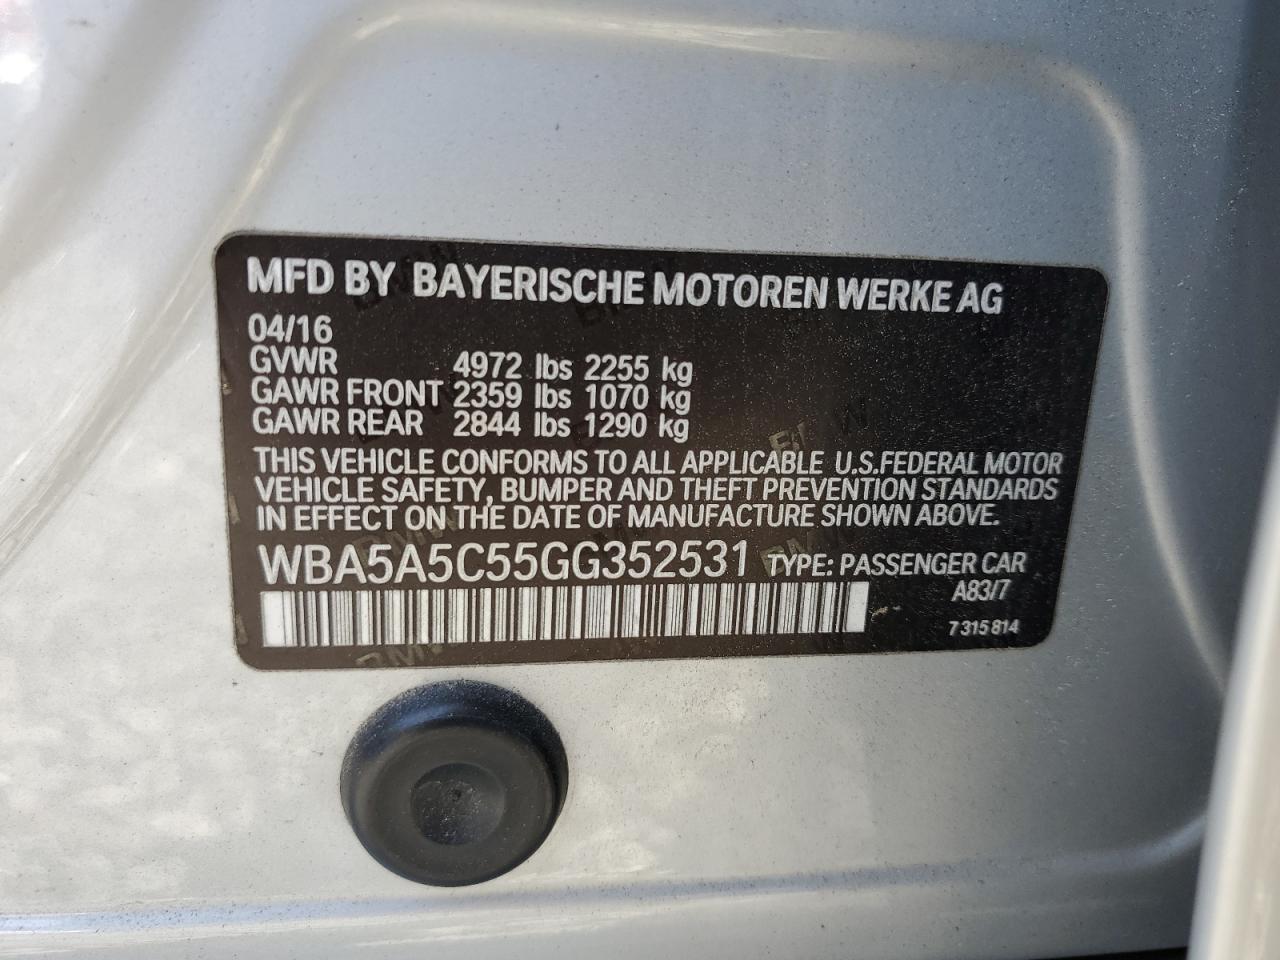 MFD BY BAYERISCHE MOTOREN WERKE AG
04/16
GVWR 4972 lbs 2255 kg
GAWR FRONT 2359 lbs 1070 kg
GAWR REAR 2844 lbs 1290 kg
THIS VEHICLE CONFORMS TO ALL APPLICABLE U.S.FEDERAL MOTOR
VEHICLE SAFETY, BUMPER AND THEFT PREVENTION STANDARDS
IN EFFECT ON THE DATE OF MANUFACTURE SHOWN ABOVE.
WBA5A5C55GG352531 TYPE: PASSENGER CAR
A83/7
7 315 814